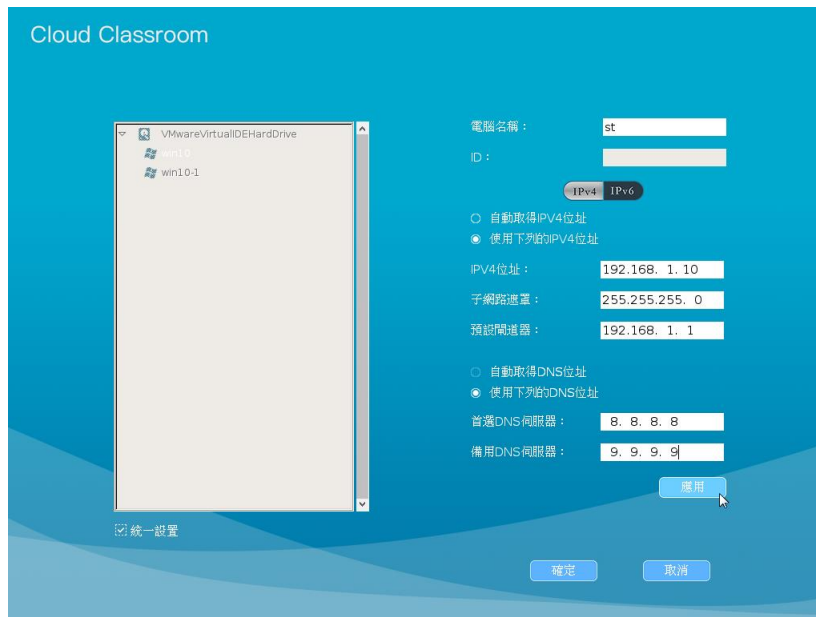 Cloud Classroom
VMwareVirtualIDEHardDrive
win10
win10-1
統一設置
電腦名稱： st
ID：
IPv4 IPv6
自動取得IPV4位址
使用下列的IPV4位址
IPV4位址： 192.168. 1. 10
子網路遮罩： 255.255.255. 0
預設閘道器： 192.168. 1. 1
自動取得DNS位址
使用下列的DNS位址
首選DNS伺服器： 8. 8. 8. 8
備用DNS伺服器： 9. 9. 9. 9
應用
確定 取消